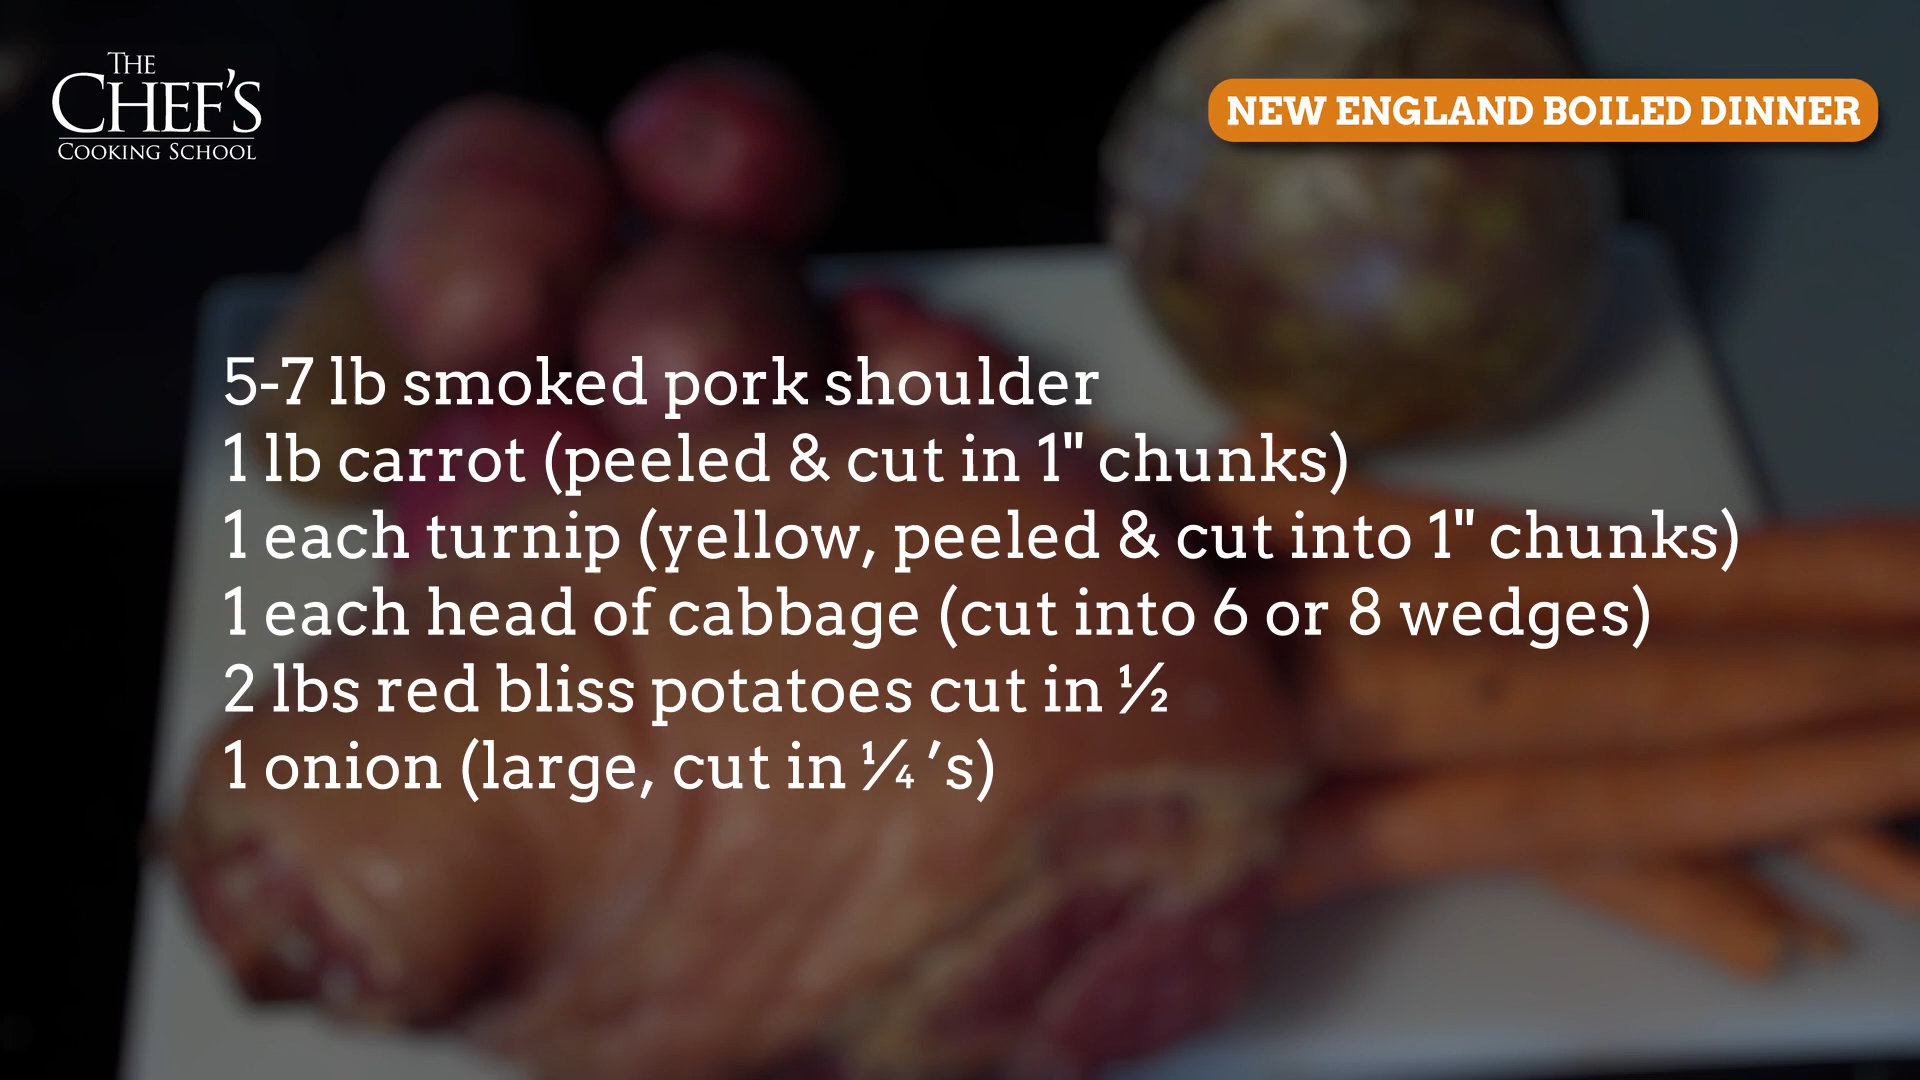 THE
CHEF'S
COOKING SCHOOL
NEW ENGLAND BOILED DINNER
5-7 lb smoked pork shoulder
1 lb carrot (peeled & cut in 1" chunks)
1 each turnip (yellow, peeled & cut into 1" chunks)
1 each head of cabbage (cut into 6 or 8 wedges)
2 lbs red bliss potatoes cut in ½
1 onion (large, cut in ¼ ’s)